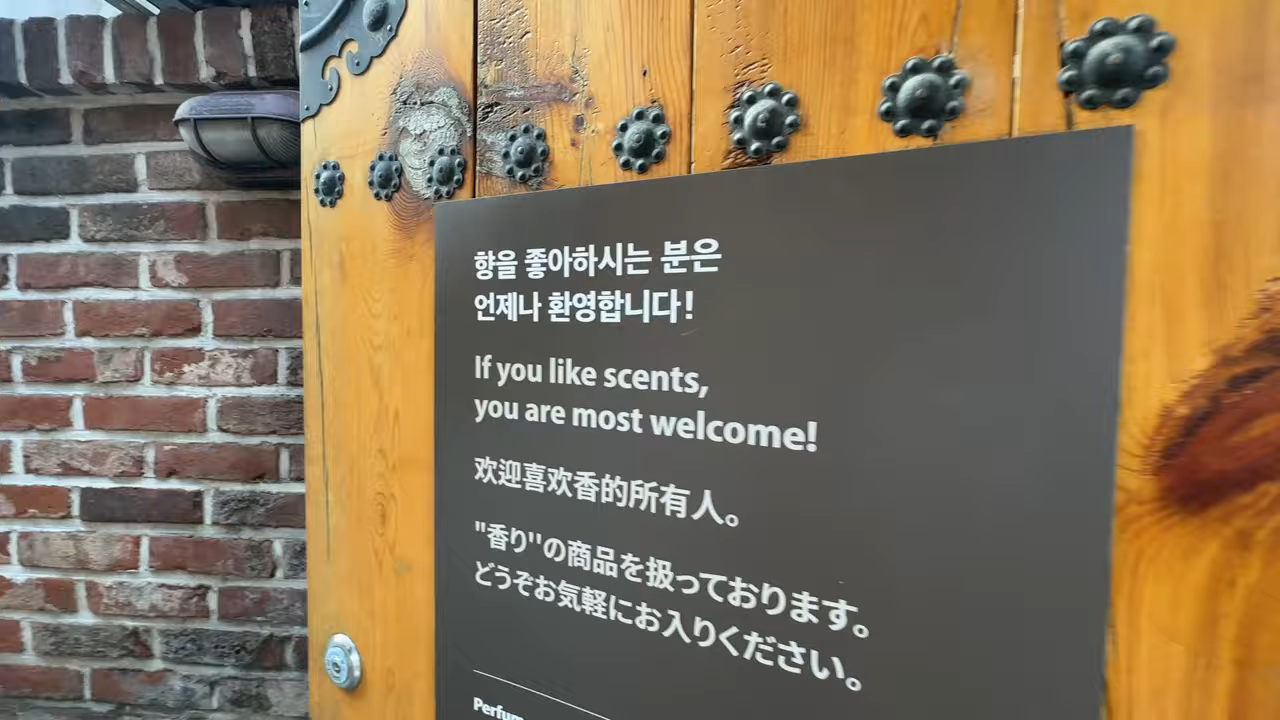 향을 좋아하시는 분은
언제나 환영합니다!
If you like scents,
you are most welcome!
欢迎喜欢香的所有人。
"香り"の商品を扱っております。
どうぞお気軽にお入りください。